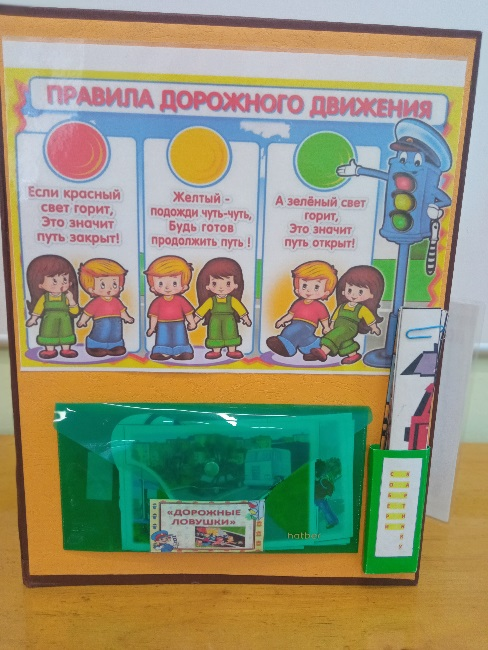 ПРАВИЛА ДОРОЖНОГО ДВИЖЕНИЯ
Если красный
свет горит,
Это значит
путь закрыт!
Желтый -
подожди чуть-чуть,
Будь готов
продолжить путь !
А зелёный свет
горит,
Это значит
путь открыт!
«ДОРОЖНЫЕ
ЛОВУШКИ»